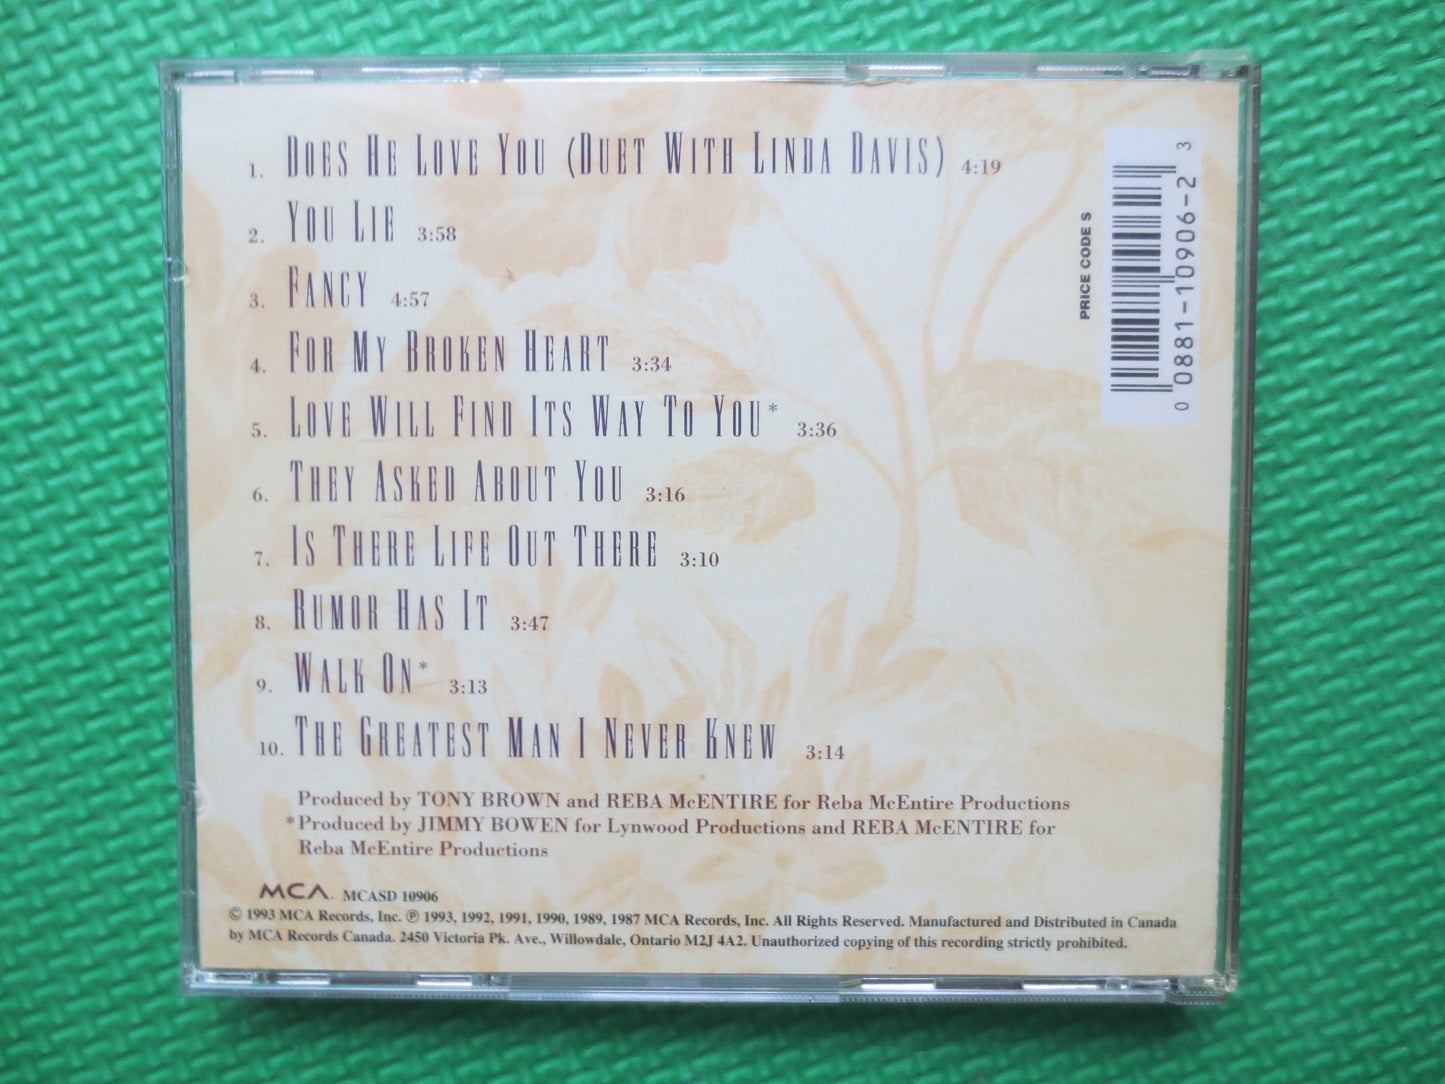 1. DOES HE LOVE YOU (DUET WITH LINDA DAVIS) 4:19
2. YOU LIE 3:58
3. FANCY 4:57
4. FOR MY BROKEN HEART 3:34
5. LOVE WILL FIND ITS WAY TO YOU* 3:36
6. THEY ASKED ABOUT YOU 3:16
7. IS THERE LIFE OUT THERE 3:10
8. RUMOR HAS IT 3:47
9. WALK ON* 3:13
10. THE GREATEST MAN I NEVER KNEW 3:14
Produced by TONY BROWN and REBA McENTIRE for Reba McEntire Productions
*Produced by JIMMY BOWEN for Lynwood Productions and REBA McENTIRE for
Reba McEntire Productions
MCA. MCASD 10906
© 1993 MCA Records, Inc. ℗ 1993, 1992, 1991, 1990, 1989, 1987 MCA Records, Inc. All Rights Reserved. Manufactured and Distributed in Canada
by MCA Records Canada. 2450 Victoria Pk. Ave., Willowdale, Ontario M2J 4A2. Unauthorized copying of this recording strictly prohibited.
PRICE CODE S
0 0881-10906-2 3